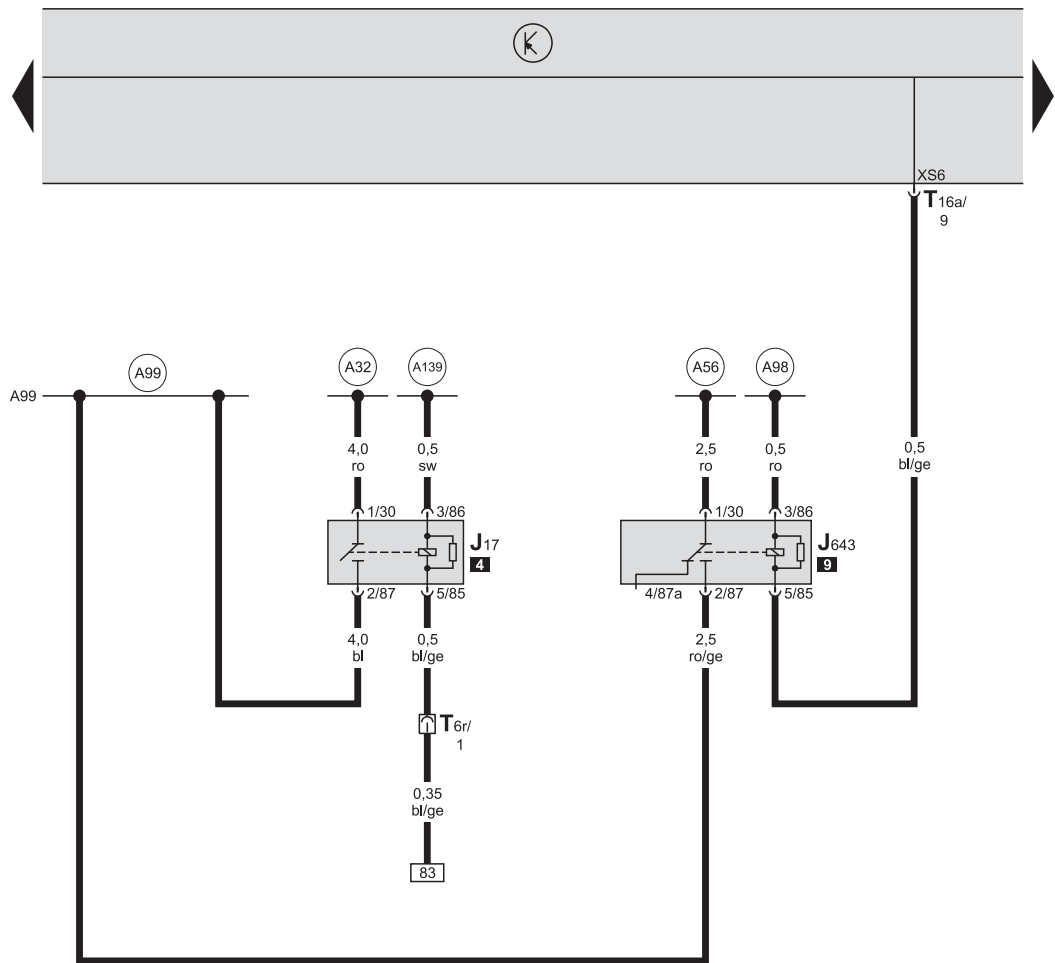 XS6
T16a/
9
A99
A99
A32
A139
A56
A98
4,0
ro
0,5
sw
2,5
ro
0,5
ro
0,5
bl/ge
1/30
3/86
J17
4
2/87
5/85
1/30
3/86
J643
9
4/87a
2/87
5/85
4,0
bl
0,5
bl/ge
2,5
ro/ge
T6r/
1
0,35
bl/ge
83